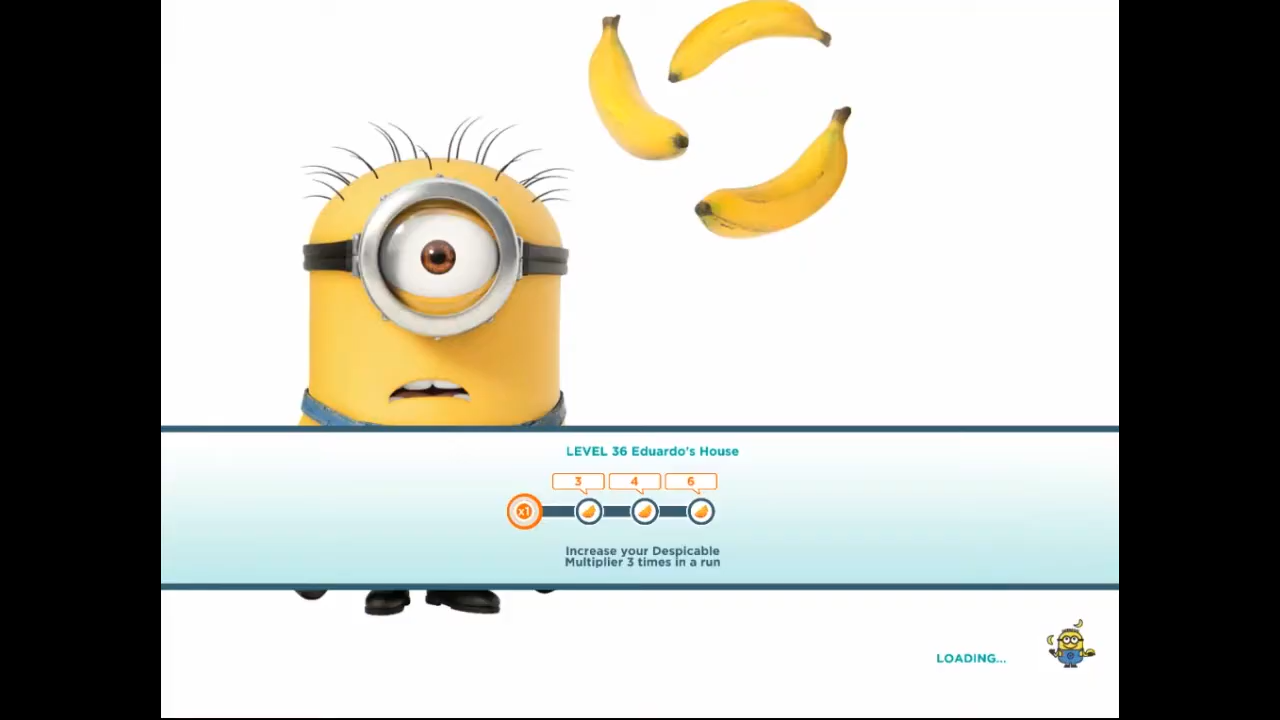 LEVEL 36 Eduardo's House
3 4 6
x1
Increase your Despicable
Multiplier 3 times in a run
LOADING...